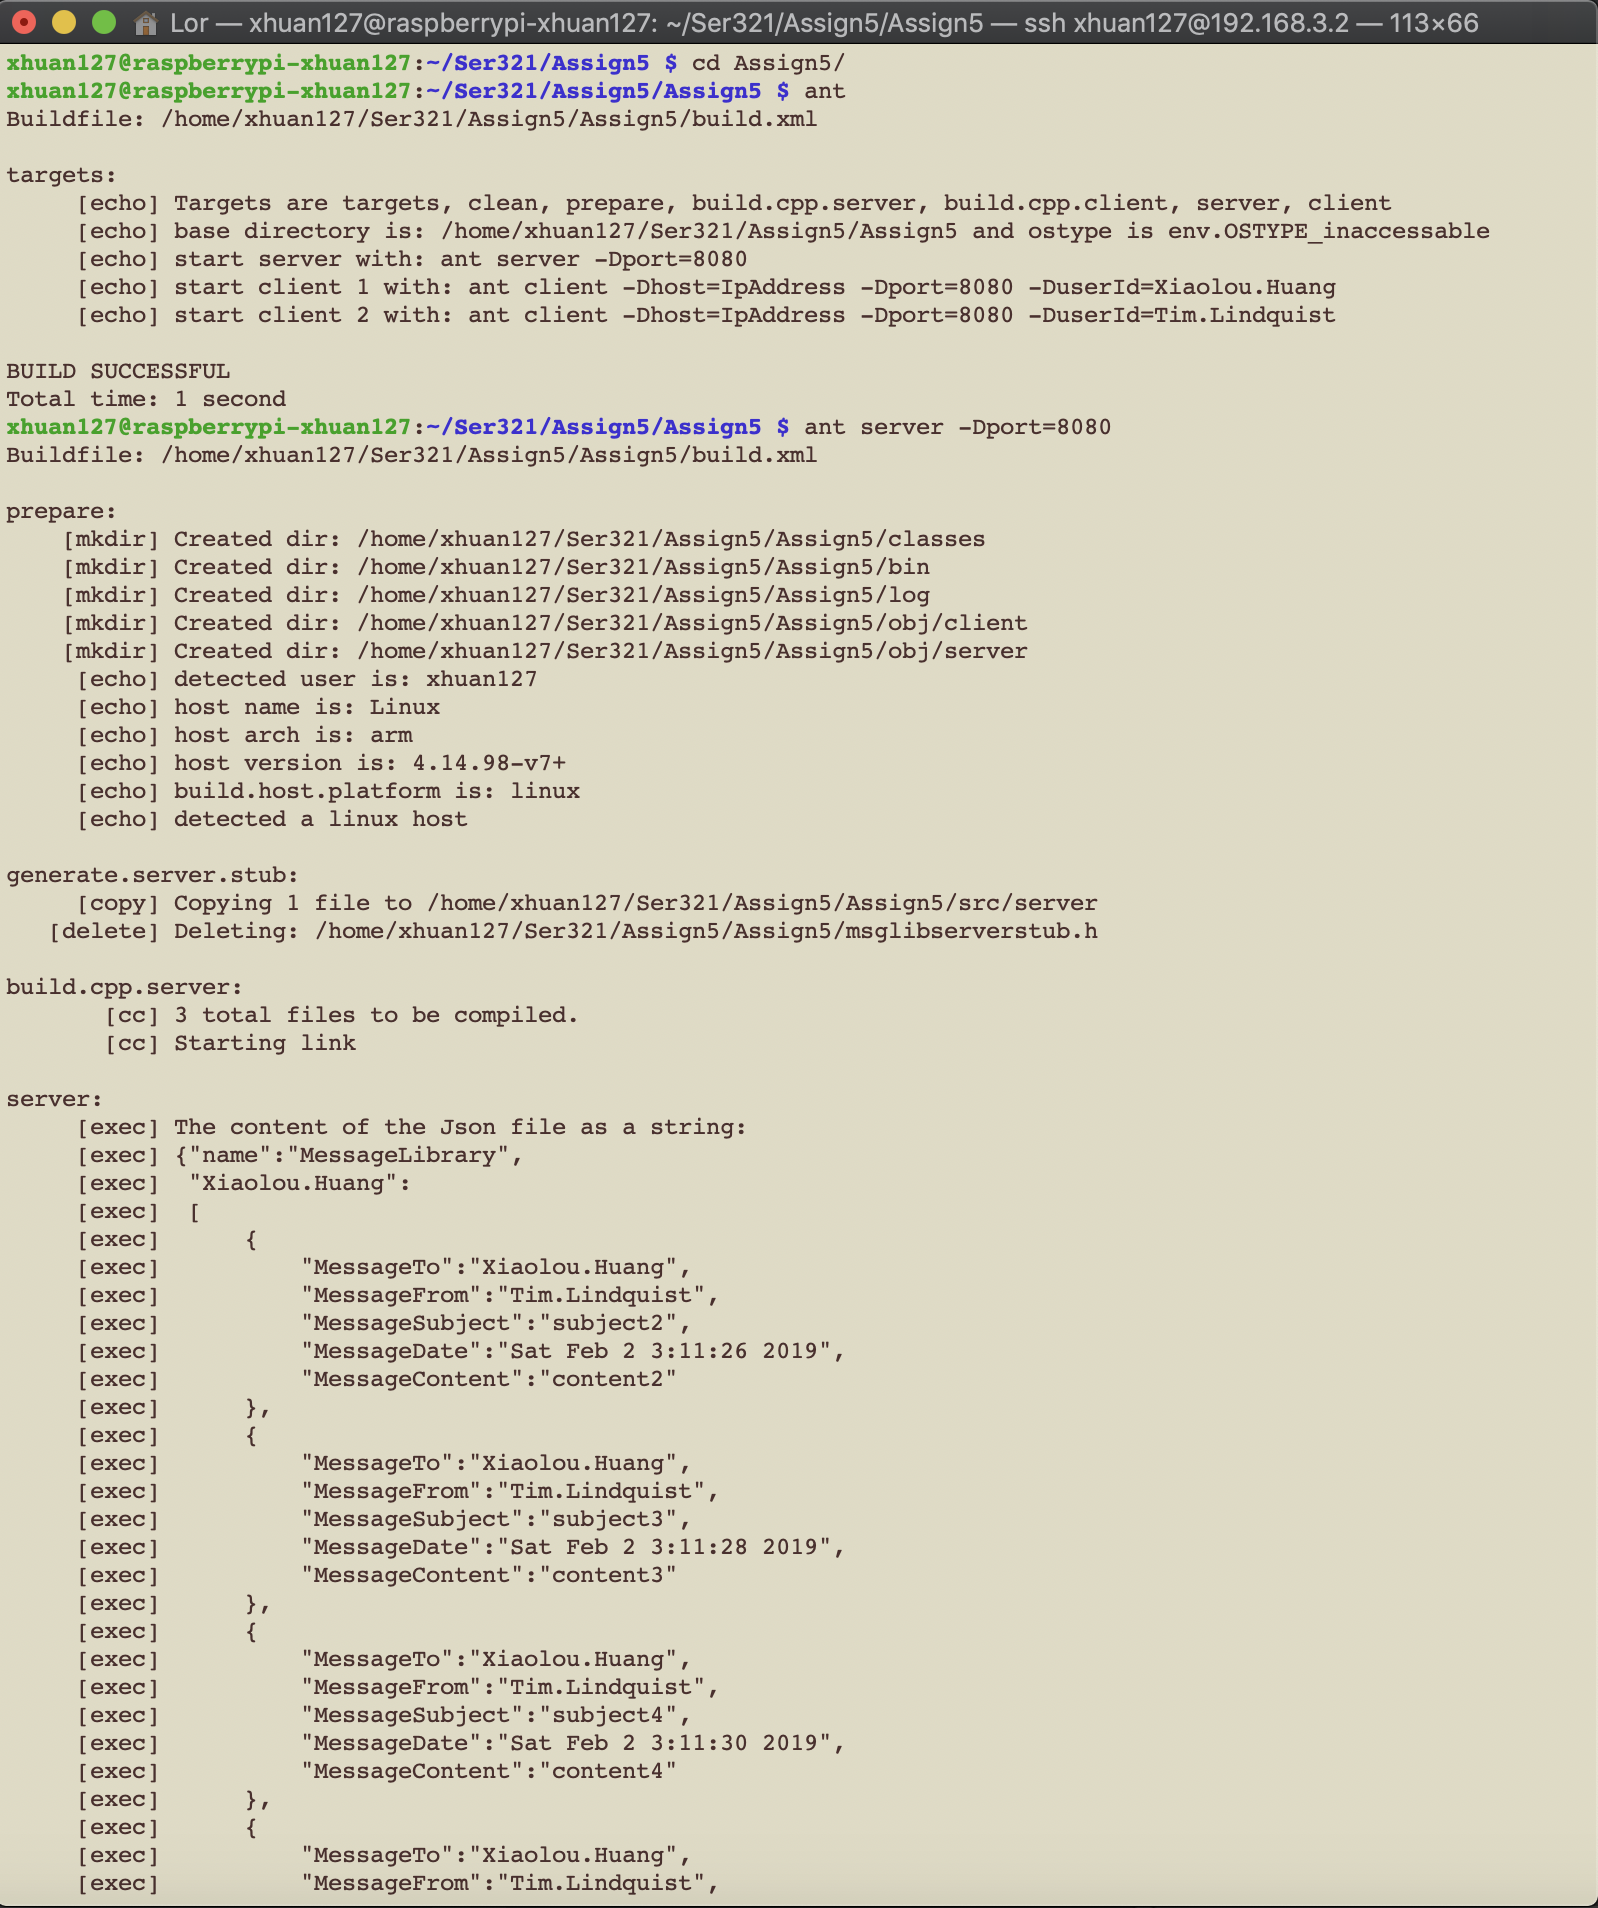 Lor — xhuan127@raspberrypi-xhuan127: ~/Ser321/Assign5/Assign5 — ssh xhuan127@192.168.3.2 — 113×66
xhuan127@raspberrypi-xhuan127:~/Ser321/Assign5 $ cd Assign5/
xhuan127@raspberrypi-xhuan127:~/Ser321/Assign5/Assign5 $ ant
Buildfile: /home/xhuan127/Ser321/Assign5/Assign5/build.xml

targets:
     [echo] Targets are targets, clean, prepare, build.cpp.server, build.cpp.client, server, client
     [echo] base directory is: /home/xhuan127/Ser321/Assign5/Assign5 and ostype is env.OSTYPE_inaccessable
     [echo] start server with: ant server -Dport=8080
     [echo] start client 1 with: ant client -Dhost=IpAddress -Dport=8080 -DuserId=Xiaolou.Huang
     [echo] start client 2 with: ant client -Dhost=IpAddress -Dport=8080 -DuserId=Tim.Lindquist

BUILD SUCCESSFUL
Total time: 1 second
xhuan127@raspberrypi-xhuan127:~/Ser321/Assign5/Assign5 $ ant server -Dport=8080
Buildfile: /home/xhuan127/Ser321/Assign5/Assign5/build.xml

prepare:
    [mkdir] Created dir: /home/xhuan127/Ser321/Assign5/Assign5/classes
    [mkdir] Created dir: /home/xhuan127/Ser321/Assign5/Assign5/bin
    [mkdir] Created dir: /home/xhuan127/Ser321/Assign5/Assign5/log
    [mkdir] Created dir: /home/xhuan127/Ser321/Assign5/Assign5/obj/client
    [mkdir] Created dir: /home/xhuan127/Ser321/Assign5/Assign5/obj/server
     [echo] detected user is: xhuan127
     [echo] host name is: Linux
     [echo] host arch is: arm
     [echo] host version is: 4.14.98-v7+
     [echo] build.host.platform is: linux
     [echo] detected a linux host

generate.server.stub:
     [copy] Copying 1 file to /home/xhuan127/Ser321/Assign5/Assign5/src/server
   [delete] Deleting: /home/xhuan127/Ser321/Assign5/Assign5/msglibserverstub.h

build.cpp.server:
       [cc] 3 total files to be compiled.
       [cc] Starting link

server:
     [exec] The content of the Json file as a string:
     [exec] {"name":"MessageLibrary",
     [exec]  "Xiaolou.Huang":
     [exec]  [
     [exec]      {
     [exec]          "MessageTo":"Xiaolou.Huang",
     [exec]          "MessageFrom":"Tim.Lindquist",
     [exec]          "MessageSubject":"subject2",
     [exec]          "MessageDate":"Sat Feb 2 3:11:26 2019",
     [exec]          "MessageContent":"content2"
     [exec]      },
     [exec]      {
     [exec]          "MessageTo":"Xiaolou.Huang",
     [exec]          "MessageFrom":"Tim.Lindquist",
     [exec]          "MessageSubject":"subject3",
     [exec]          "MessageDate":"Sat Feb 2 3:11:28 2019",
     [exec]          "MessageContent":"content3"
     [exec]      },
     [exec]      {
     [exec]          "MessageTo":"Xiaolou.Huang",
     [exec]          "MessageFrom":"Tim.Lindquist",
     [exec]          "MessageSubject":"subject4",
     [exec]          "MessageDate":"Sat Feb 2 3:11:30 2019",
     [exec]          "MessageContent":"content4"
     [exec]      },
     [exec]      {
     [exec]          "MessageTo":"Xiaolou.Huang",
     [exec]          "MessageFrom":"Tim.Lindquist",